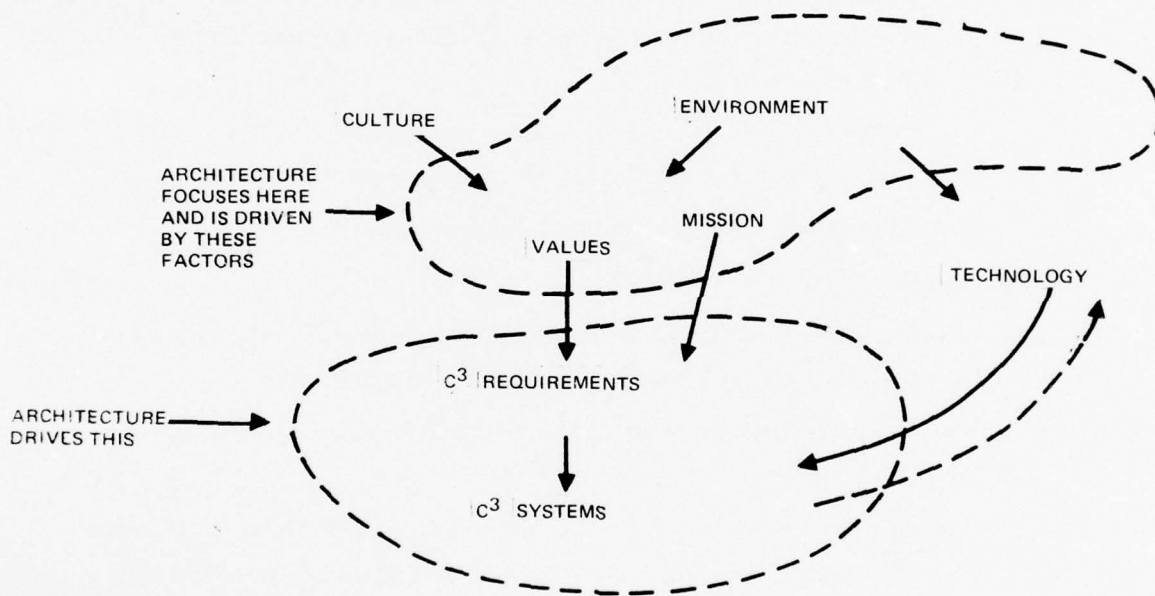 CULTURE
ENVIRONMENT
ARCHITECTURE
FOCUSES HERE
AND IS DRIVEN
BY THESE
FACTORS
VALUES
MISSION
TECHNOLOGY
C³ REQUIREMENTS
ARCHITECTURE
DRIVES THIS
C³ SYSTEMS